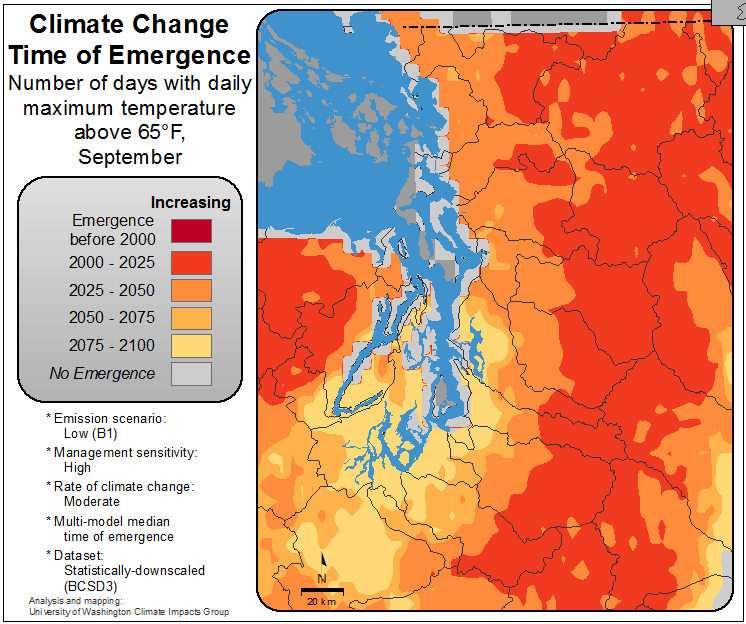 Climate Change
Time of Emergence
Number of days with daily
maximum temperature
above 65°F,
September
Increasing
Emergence
before 2000
2000 - 2025
2025 - 2050
2050 - 2075
2075 - 2100
No Emergence
* Emission scenario:
Low (B1)
* Management sensitivity:
High
* Rate of climate change:
Moderate
* Multi-model median
time of emergence
* Dataset:
Statistically-downscaled
(BCSD3)
Analysis and mapping:
University of Washington Climate Impacts Group
N
20 km